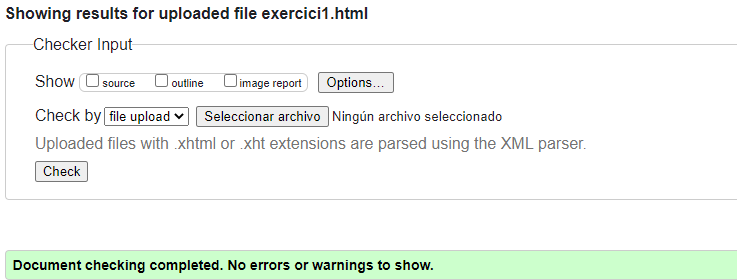 Showing results for uploaded file exercici1.html
Checker Input
Show source outline image report Options...
Check by file upload Seleccionar archivo Ningún archivo seleccionado
Uploaded files with .xhtml or .xht extensions are parsed using the XML parser.
Check
Document checking completed. No errors or warnings to show.